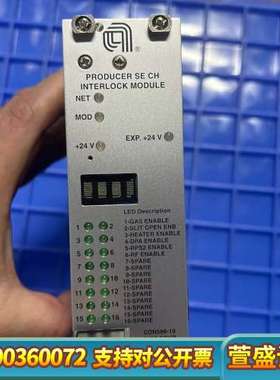 PRODUCER SE CH
INTERLOCK MODULE
NET
MOD
+24 V
EXP. +24 V
LED Description
1-GAS ENABLE
2-SLIT OPEN ENB
3-HEATER ENABLE
4-DPA ENABLE
5-RPS2 ENABLE
6-RF ENABLE
7-SPARE
8-SPARE
9-SPARE
10-SPARE
11-SPARE
12-SPARE
13-SPARE
14-SPARE
15-SPARE
16-SPARE
1 2
3 4
5 6
7 8
9 10
11 12
13 14
15 16
90360072 支持对公开票
萱盛